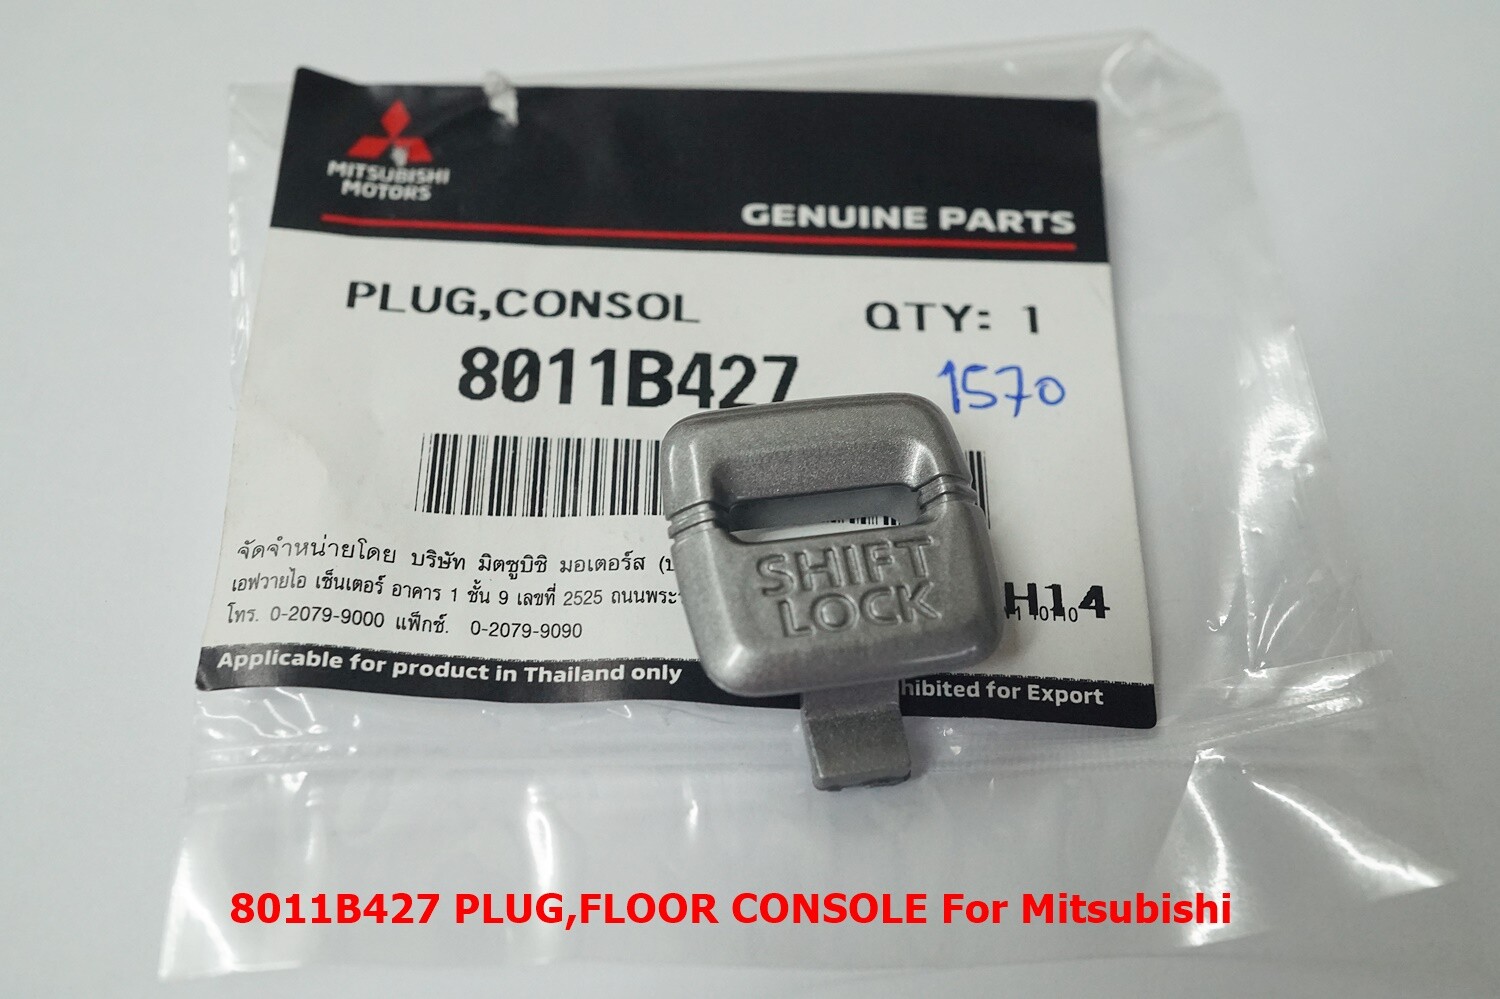 MITSUBISHI
MOTORS
GENUINE PARTS
PLUG,CONSOL
QTY: 1
8011B427
1570
จัดจำหน่ายโดย บริษัท มิตซูบิชิ มอเตอร์ส
เอฟวายไอ เซ็นเตอร์ อาคาร 1 ชั้น 9 เลขที่ 2525 ถนนพระ
โทร. 0-2079-9000 แฟ็กซ์. 0-2079-9090
H14
SHIFT
LOCK
Applicable for product in Thailand only
hibited for Export
8011B427 PLUG,FLOOR CONSOLE For Mitsubishi